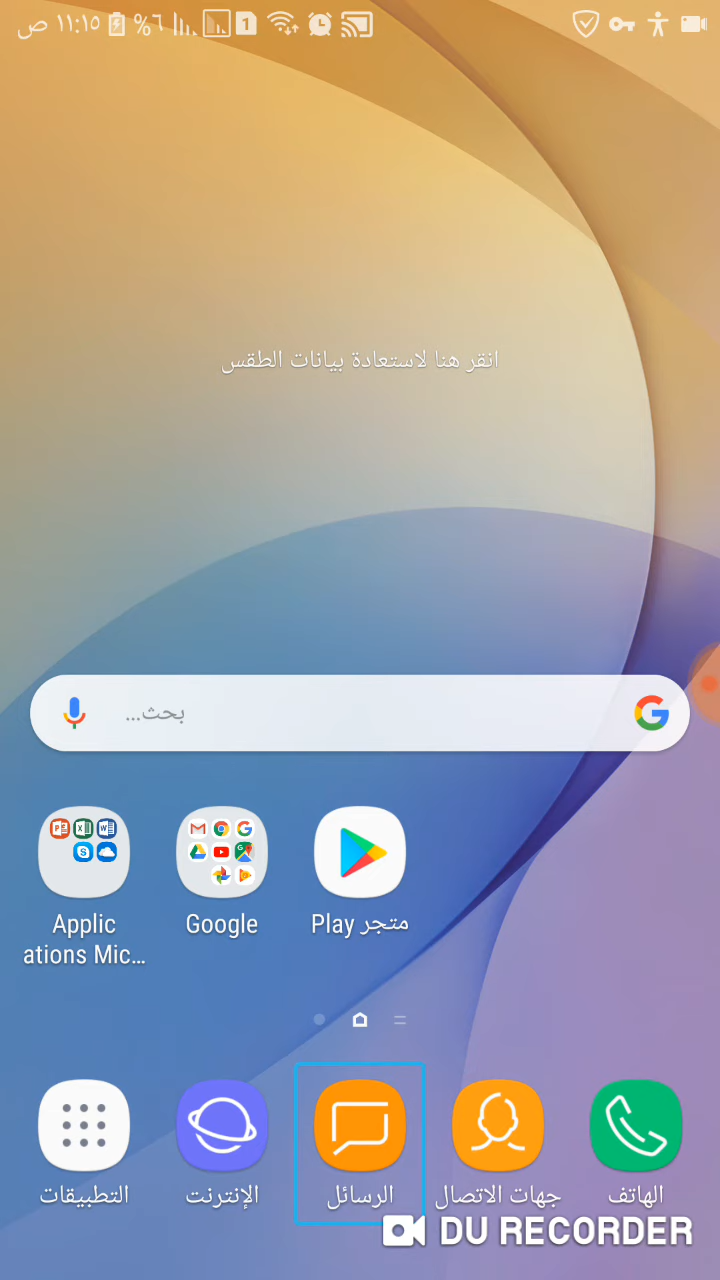 ١١:١٥ ص
٦%
1
انقر هنا لاستعادة بيانات الطقس
بحث...
متجر Play
Google
Applic
ations Mic...
الهاتف
جهات الاتصال
الرسائل
الإنترنت
التطبيقات
DU RECORDER